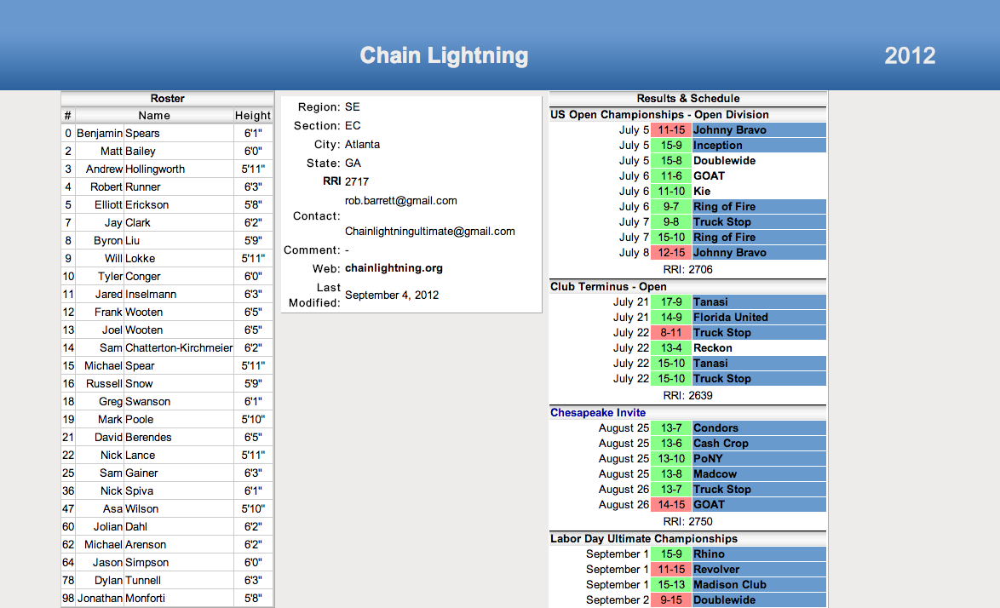 Chain Lightning
2012
Roster
# Name Height
0 Benjamin Spears 6'1"
2 Matt Bailey 6'0"
3 Andrew Hollingworth 5'11"
4 Robert Runner 6'3"
5 Elliott Erickson 5'8"
7 Jay Clark 6'2"
8 Byron Liu 5'9"
9 Will Lokke 5'11"
10 Tyler Conger 6'0"
11 Jared Inselmann 6'3"
12 Frank Wooten 6'5"
13 Joel Wooten 6'5"
14 Sam Chatterton-Kirchmeier 6'2"
15 Michael Spear 5'11"
16 Russell Snow 5'9"
18 Greg Swanson 6'1"
19 Mark Poole 5'10"
21 David Berendes 6'5"
22 Nick Lance 5'11"
25 Sam Gainer 6'3"
36 Nick Spiva 6'1"
47 Asa Wilson 5'10"
60 Jolian Dahl 6'2"
62 Michael Arenson 6'2"
64 Jason Simpson 6'0"
78 Dylan Tunnell 6'3"
98 Jonathan Monforti 5'8"
Region: SE
Section: EC
City: Atlanta
State: GA
RRI 2717
rob.barrett@gmail.com
Contact:
Chainlightningultimate@gmail.com
Comment: -
Web: chainlightning.org
Last
Modified: September 4, 2012
Results & Schedule
US Open Championships - Open Division
July 5 11-15 Johnny Bravo
July 5 15-9 Inception
July 5 15-8 Doublewide
July 6 11-6 GOAT
July 6 11-10 Kie
July 6 9-7 Ring of Fire
July 7 9-8 Truck Stop
July 7 15-10 Ring of Fire
July 8 12-15 Johnny Bravo
RRI: 2706
Club Terminus - Open
July 21 17-9 Tanasi
July 21 14-9 Florida United
July 22 8-11 Truck Stop
July 22 13-4 Reckon
July 22 15-10 Tanasi
July 22 15-10 Truck Stop
RRI: 2639
Chesapeake Invite
August 25 13-7 Condors
August 25 13-6 Cash Crop
August 25 13-10 PoNY
August 25 13-8 Madcow
August 26 13-7 Truck Stop
August 26 14-15 GOAT
RRI: 2750
Labor Day Ultimate Championships
September 1 15-9 Rhino
September 1 11-15 Revolver
September 1 15-13 Madison Club
September 2 9-15 Doublewide